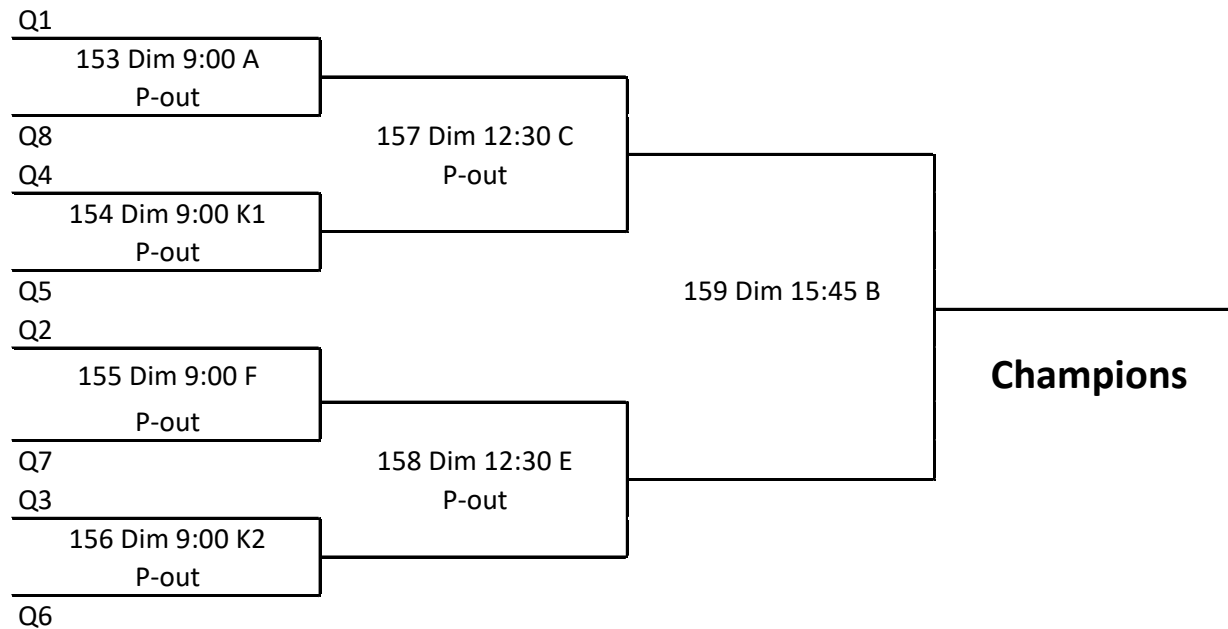 Q1
153 Dim 9:00 A
P-out
Q8
157 Dim 12:30 C
Q4
P-out
154 Dim 9:00 K1
P-out
Q5
159 Dim 15:45 B
Q2
155 Dim 9:00 F
Champions
P-out
Q7
158 Dim 12:30 E
Q3
P-out
156 Dim 9:00 K2
P-out
Q6